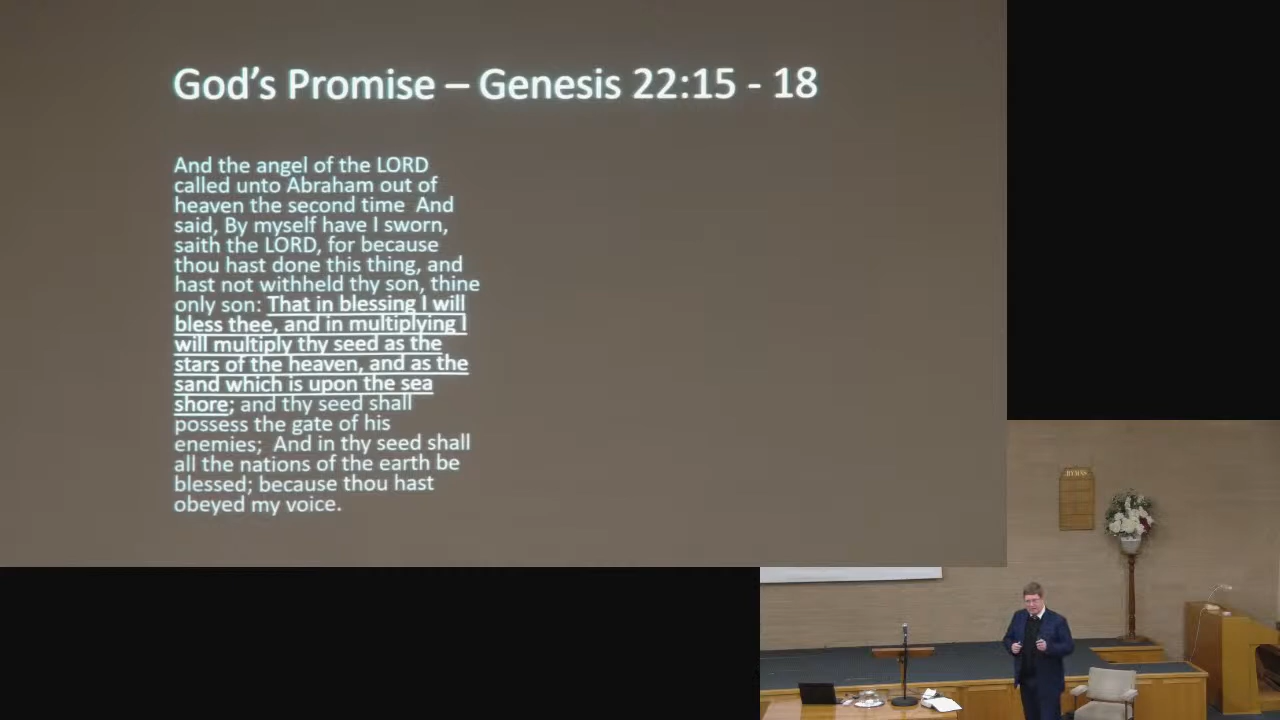 God's Promise – Genesis 22:15 - 18
And the angel of the LORD
called unto Abraham out of
heaven the second time  And
said, By myself have I sworn,
saith the LORD, for because
thou hast done this thing, and
hast not withheld thy son, thine
only son: That in blessing I will
bless thee, and in multiplying I
will multiply thy seed as the
stars of the heaven, and as the
sand which is upon the sea
shore; and thy seed shall
possess the gate of his
enemies;  And in thy seed shall
all the nations of the earth be
blessed; because thou hast
obeyed my voice.
HYMNS